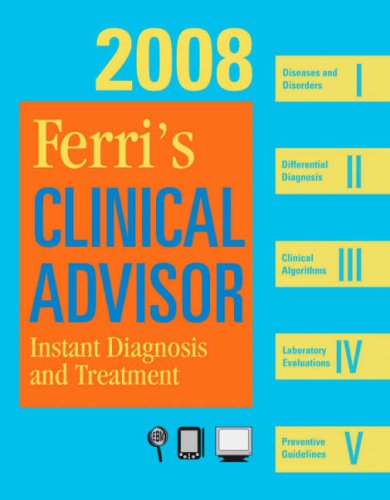 2008
Ferri's
CLINICAL
ADVISOR
Instant Diagnosis
and Treatment
Diseases and
Disorders
I
Differential
Diagnosis
II
Clinical
Algorithms
III
Laboratory
Evaluations
IV
Preventive
Guidelines
V
EBM